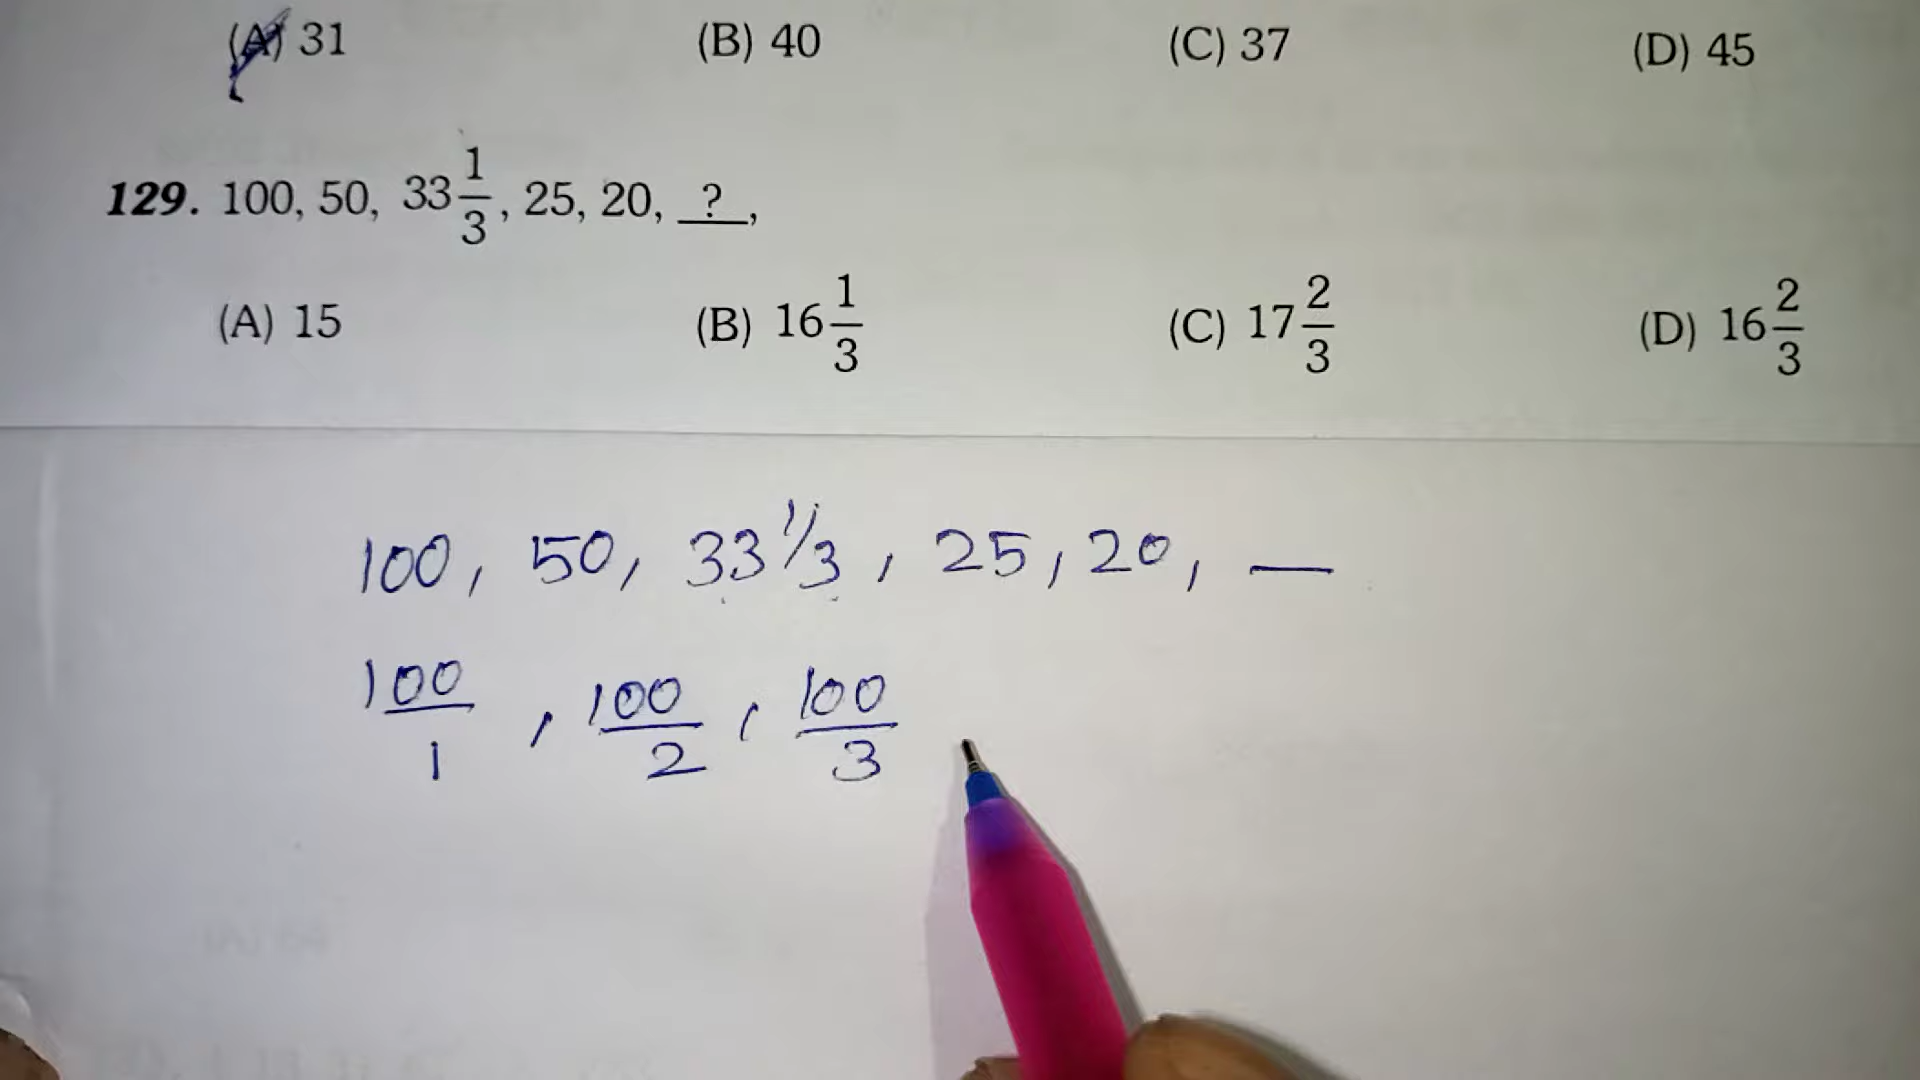 (A) 31 (B) 40 (C) 37 (D) 45
129. 100, 50, 33 1/3, 25, 20, ?,
(A) 15 (B) 16 1/3 (C) 17 2/3 (D) 16 2/3
100, 50, 33 1/3, 25, 20, —
100/1, 100/2, 100/3